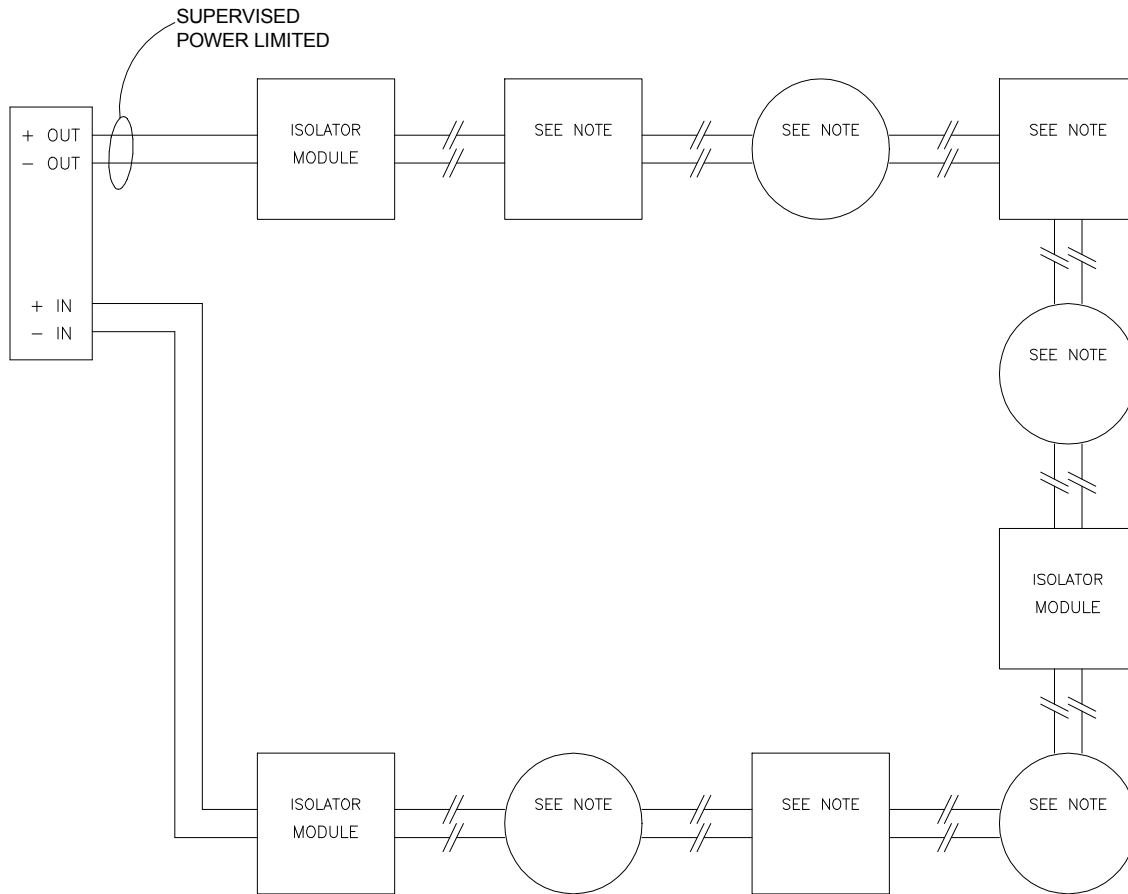 SUPERVISED
POWER LIMITED
+ OUT
− OUT
+ IN
− IN
ISOLATOR
MODULE
SEE NOTE
SEE NOTE
SEE NOTE
SEE NOTE
ISOLATOR
MODULE
ISOLATOR
MODULE
SEE NOTE
SEE NOTE
SEE NOTE